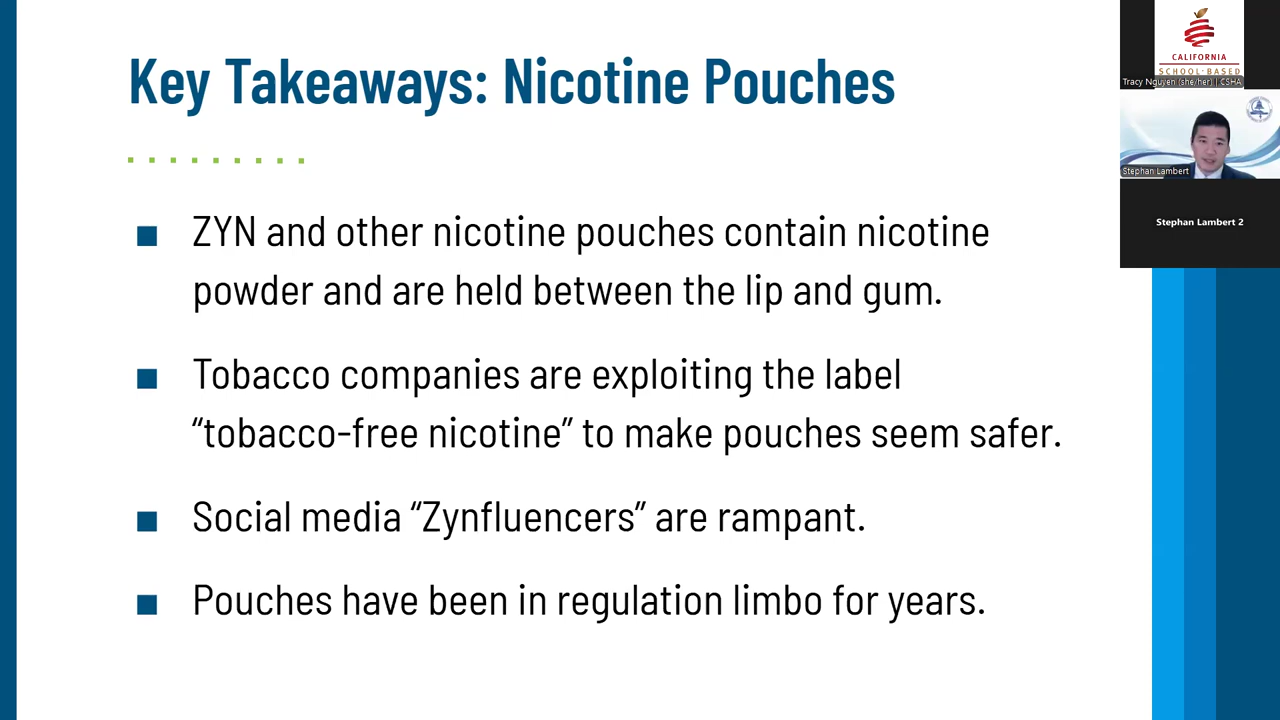 Key Takeaways: Nicotine Pouches
ZYN and other nicotine pouches contain nicotine
powder and are held between the lip and gum.
Tobacco companies are exploiting the label
“tobacco-free nicotine” to make pouches seem safer.
Social media “Zynfluencers” are rampant.
Pouches have been in regulation limbo for years.
CALIFORNIA
SCHOOL-BASED
Tracy Nguyen (she/her) | CSHA
Stephan Lambert
Stephan Lambert 2